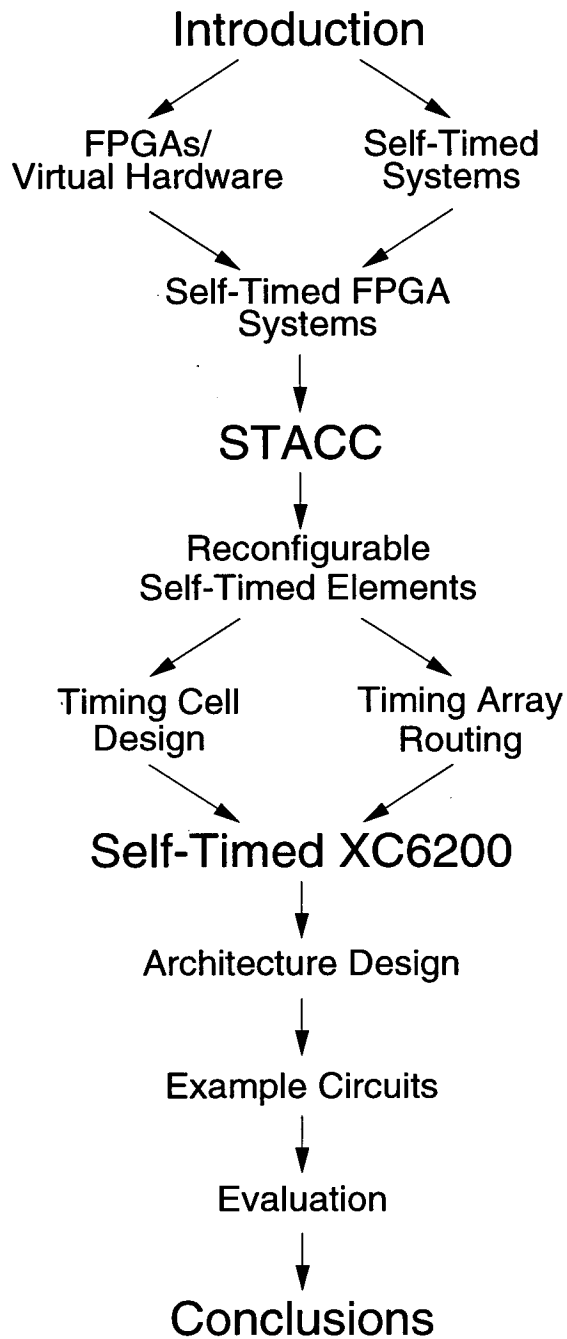 Introduction
FPGAs/
Virtual Hardware
Self-Timed
Systems
Self-Timed FPGA
Systems
STACC
Reconfigurable
Self-Timed Elements
Timing Cell
Design
Timing Array
Routing
Self-Timed XC6200
Architecture Design
Example Circuits
Evaluation
Conclusions